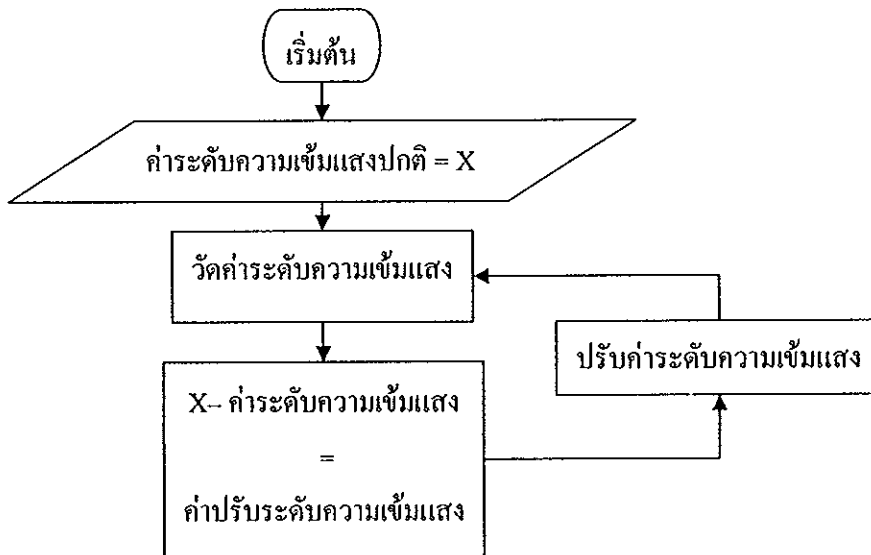 เริ่มต้น
ค่าระดับความเข้มแสงปกติ = X
วัดค่าระดับความเข้มแสง
ปรับค่าระดับความเข้มแสง
X– ค่าระดับความเข้มแสง
=
ค่าปรับระดับความเข้มแสง